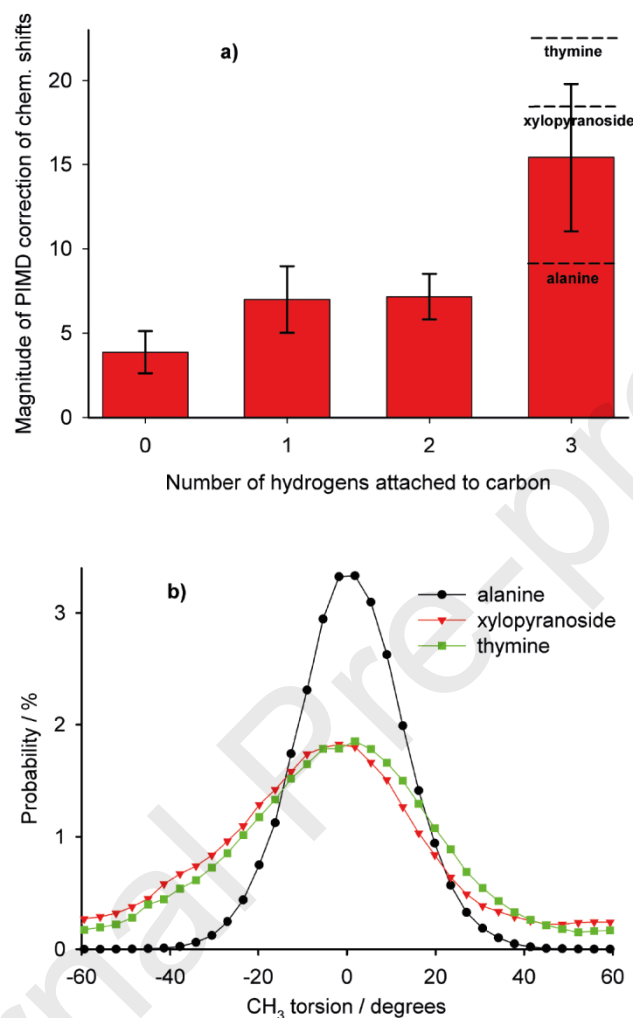 a)
Magnitude of PIMD correction of chem. shifts
20
15
10
5
0
thymine
xylopyranoside
alanine
0 1 2 3
Number of hydrogens attached to carbon
b)
alanine
xylopyranoside
thymine
Probability / %
3
2
1
0
-60 -40 -20 0 20 40 60
CH₃ torsion / degrees